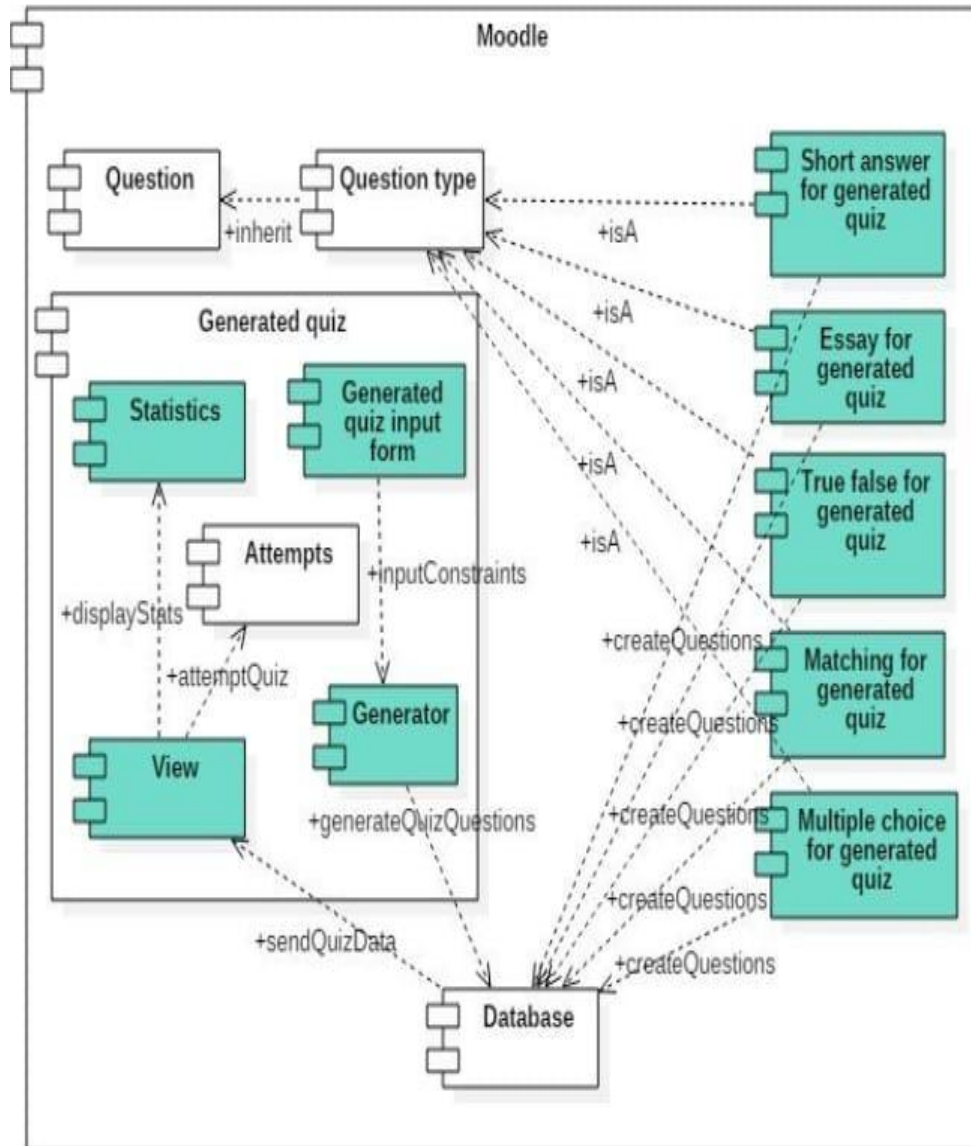 Moodle
Question
Question type
Short answer
for generated
quiz
+inherit
+isA
Generated quiz
+isA
Essay for
generated
quiz
Statistics
Generated
quiz input
form
+isA
+isA
True false for
generated
quiz
Attempts
+inputConstraints
+isA
+displayStats
+attemptQuiz
+createQuestions
Matching for
generated
quiz
Generator
+createQuestions
View
+generateQuizQuestions
+createQuestions
Multiple choice
for generated
quiz
+createQuestions
+sendQuizData
+createQuestions
Database